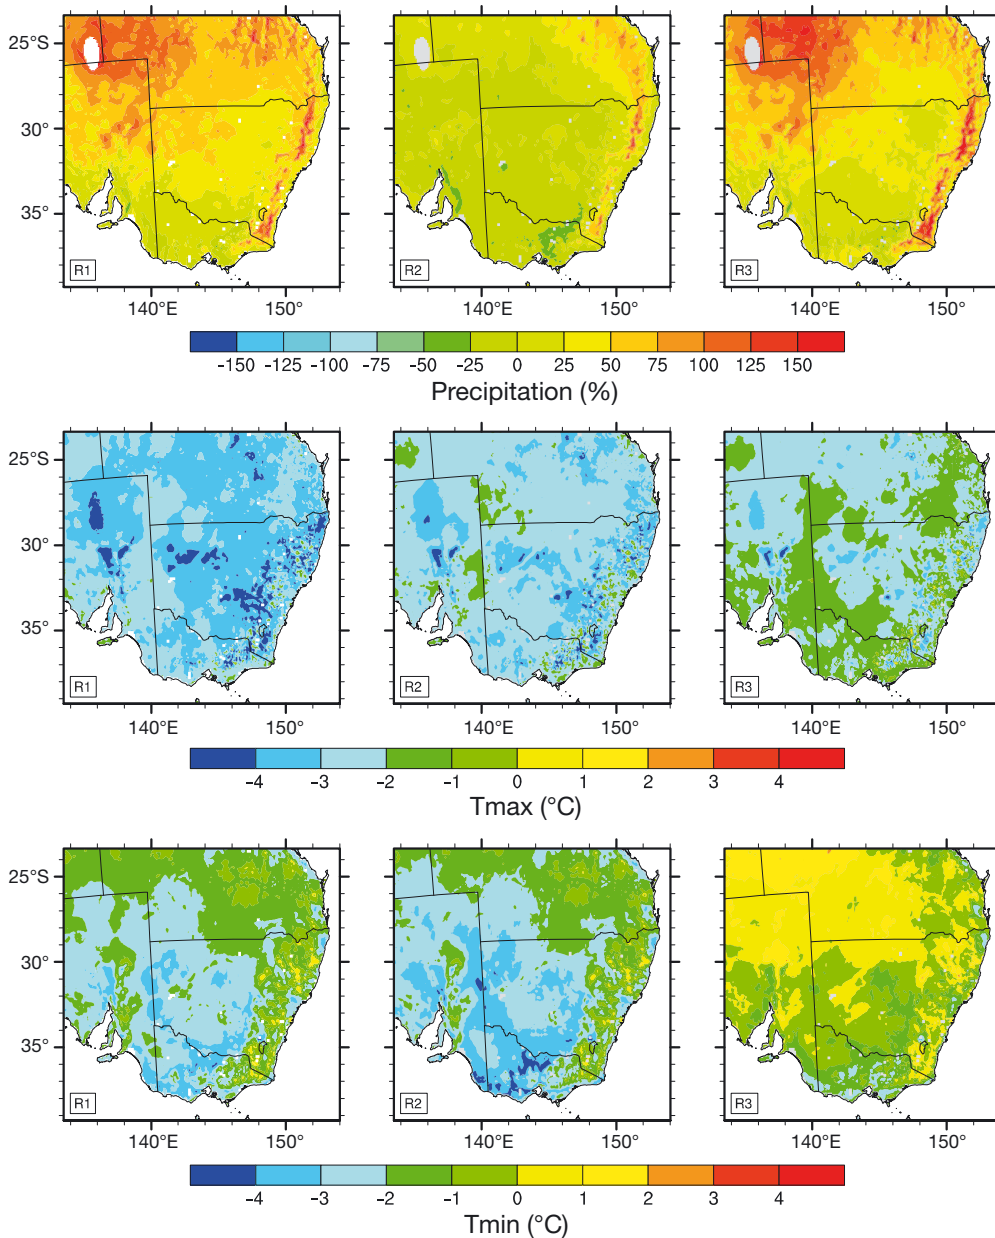 25°S
30°
35°
R1 R2 R3
140°E 150° 140°E 150° 140°E 150°
-150 -125 -100 -75 -50 -25 0 25 50 75 100 125 150
Precipitation (%)
25°S
30°
35°
R1 R2 R3
140°E 150° 140°E 150° 140°E 150°
-4 -3 -2 -1 0 1 2 3 4
Tmax (°C)
25°S
30°
35°
R1 R2 R3
140°E 150° 140°E 150° 140°E 150°
-4 -3 -2 -1 0 1 2 3 4
Tmin (°C)